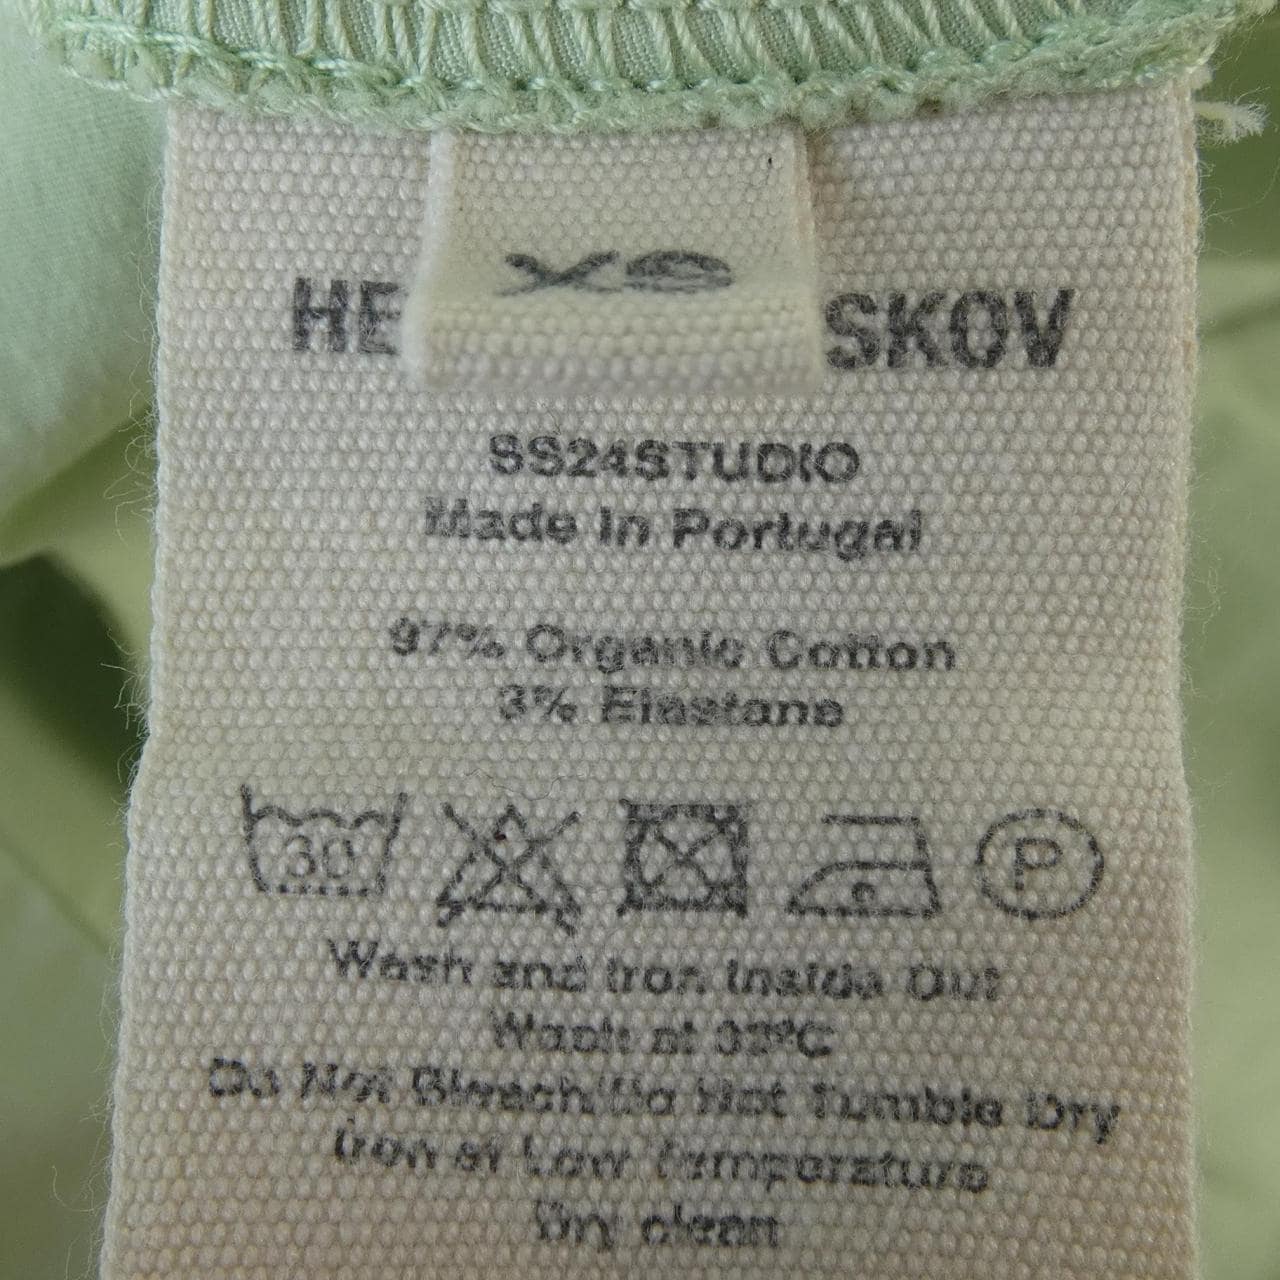 XS
HE SKOV
SS24STUDIO
Made In Portugal
97% Organic Cotton
3% Elastane
30 P
Wash and Iron Inside Out
Wash at 30ºC
Do Not Bleach/Do Not Tumble Dry
Iron at Low Temperature
Dry clean